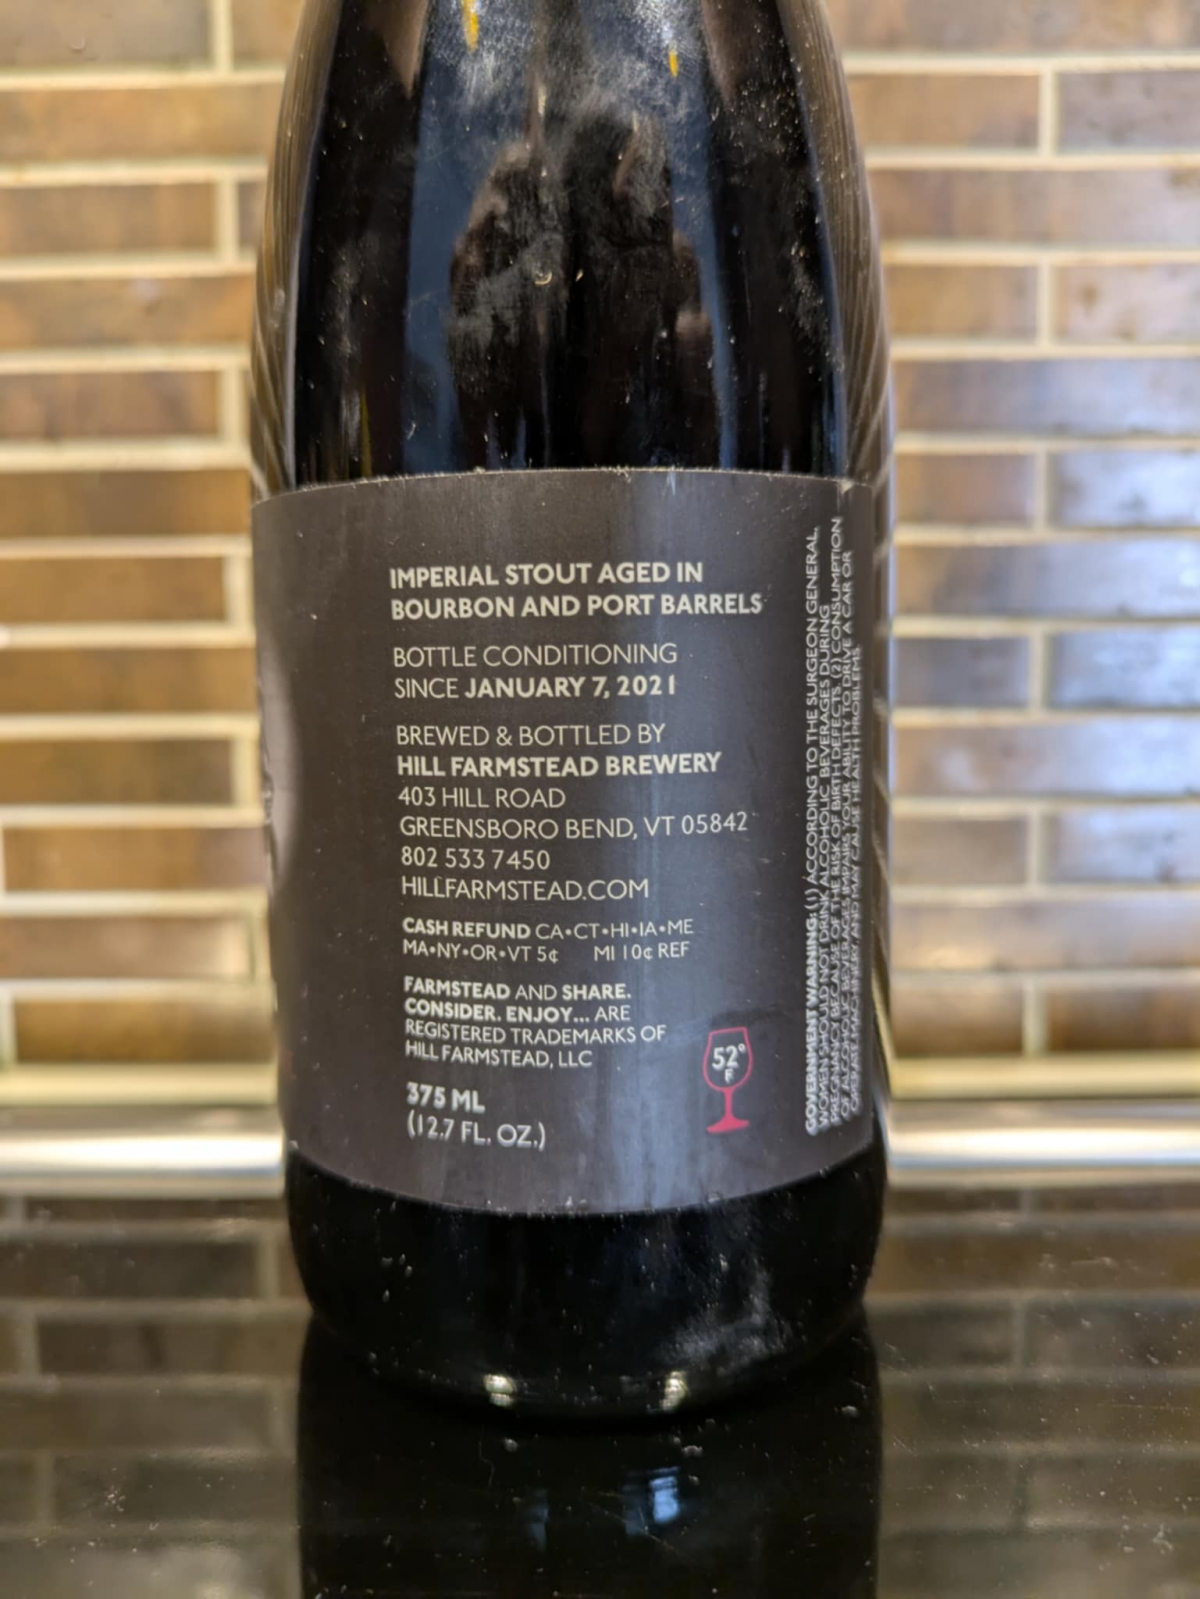 IMPERIAL STOUT AGED IN
BOURBON AND PORT BARRELS
BOTTLE CONDITIONING
SINCE JANUARY 7, 2021
BREWED & BOTTLED BY
HILL FARMSTEAD BREWERY
403 HILL ROAD
GREENSBORO BEND, VT 05842
802 533 7450
HILLFARMSTEAD.COM
CASH REFUND CA•CT•HI•IA•ME
MA•NY•OR•VT 5¢ MI 10¢ REF
FARMSTEAD AND SHARE.
CONSIDER. ENJOY... ARE
REGISTERED TRADEMARKS OF
HILL FARMSTEAD, LLC
375 ML
(12.7 FL. OZ.)
52°
F
GOVERNMENT WARNING: (1) ACCORDING TO THE SURGEON GENERAL,
WOMEN SHOULD NOT DRINK ALCOHOLIC BEVERAGES DURING
PREGNANCY BECAUSE OF THE RISK OF BIRTH DEFECTS. (2) CONSUMPTION
OF ALCOHOLIC BEVERAGES IMPAIRS YOUR ABILITY TO DRIVE A CAR OR
OPERATE MACHINERY, AND MAY CAUSE HEALTH PROBLEMS.